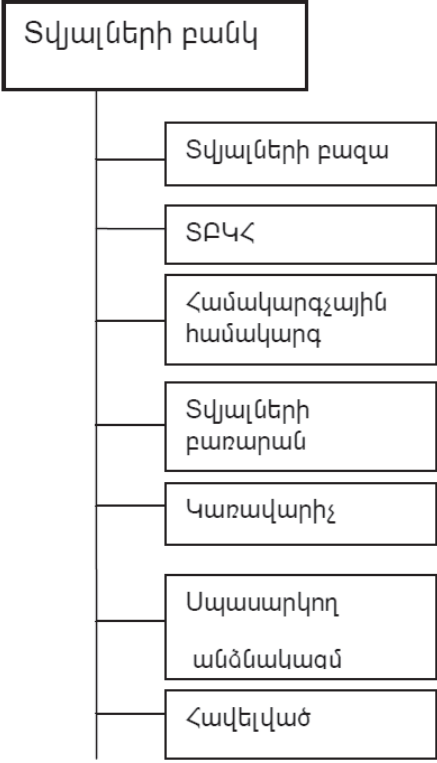 Տվյալների բանկ
Տվյալների բազա
ՏԲԿՀ
Համակարգչային
համակարգ
Տվյալների
բառարան
Կառավարիչ
Սպասարկող
անձնակազմ
Հավելված